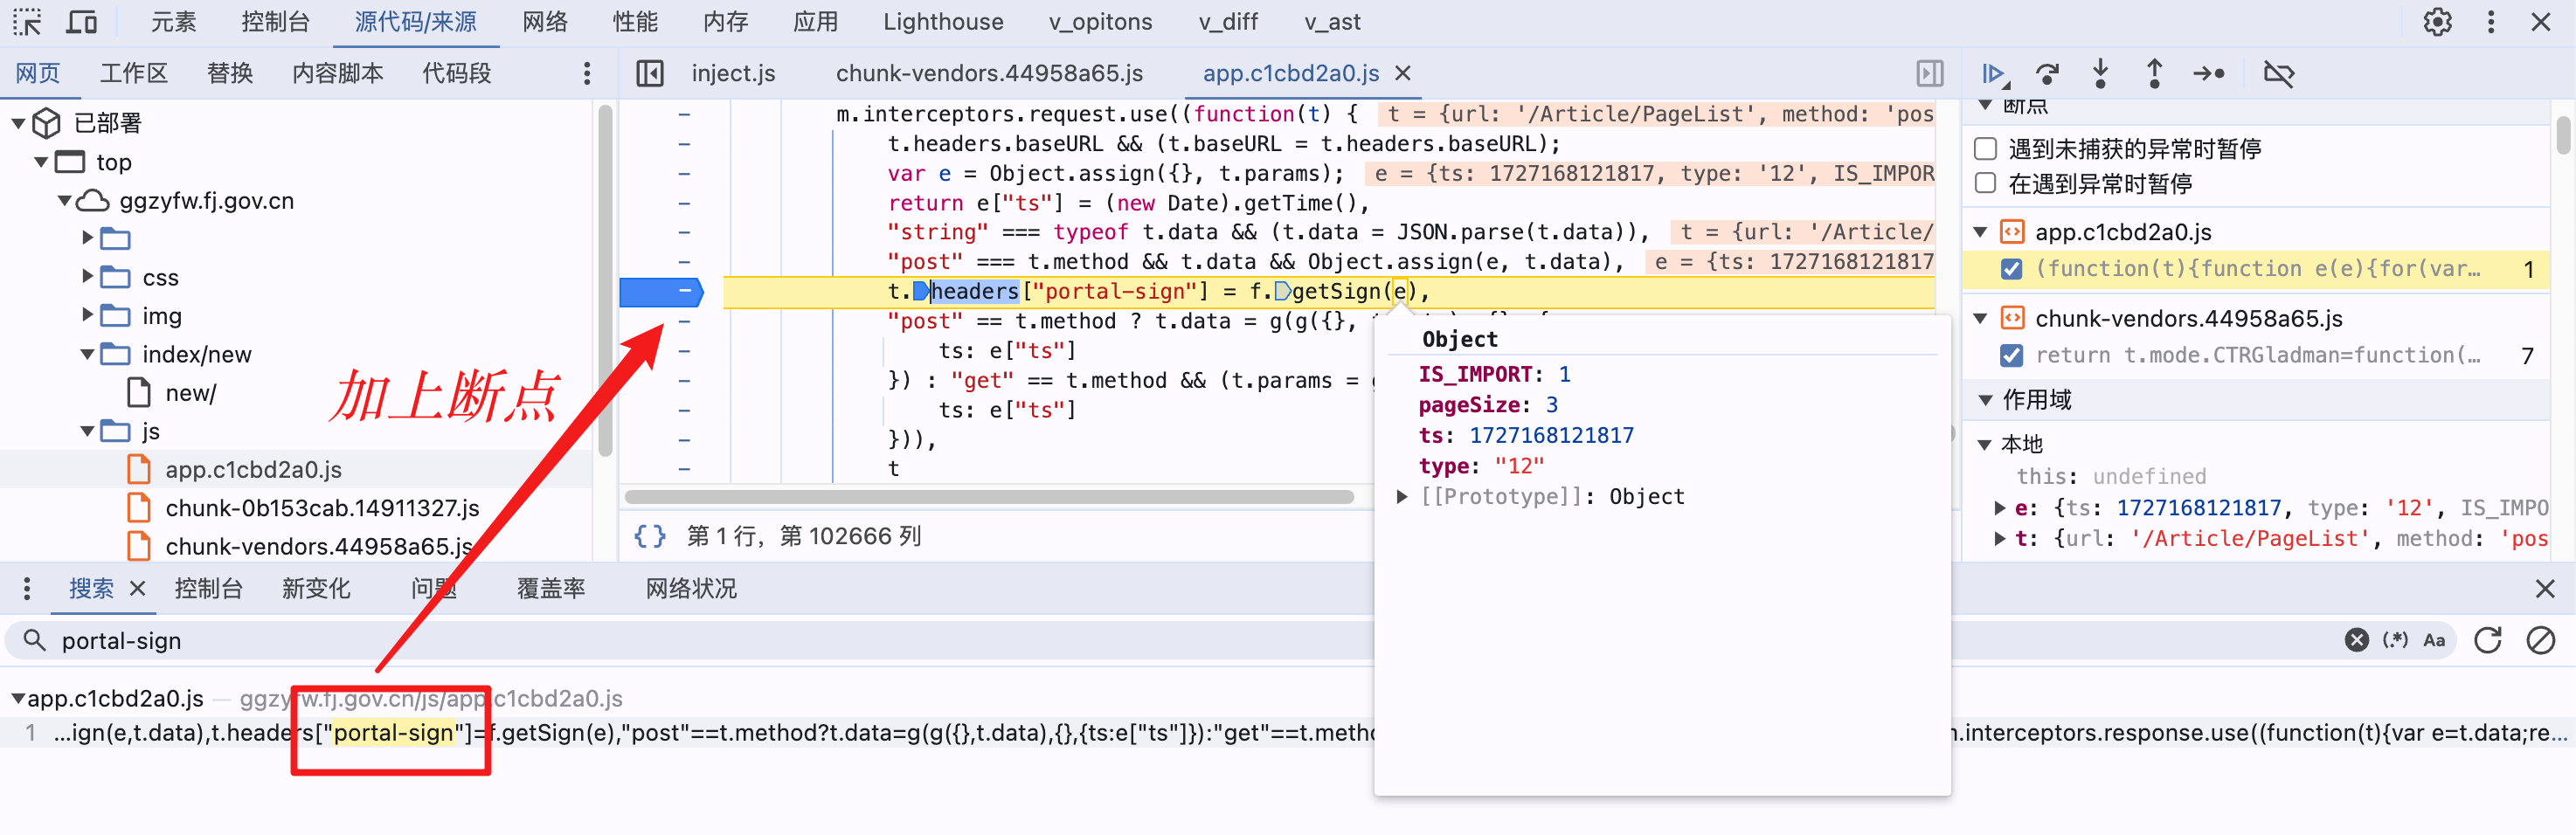 元素 控制台 源代码/来源 网络 性能 内存 应用 Lighthouse v_opitons v_diff v_ast
网页 工作区 替换 内容脚本 代码段
inject.js chunk-vendors.44958a65.js app.c1cbd2a0.js
已部署
top
ggzyfw.fj.gov.cn
css
img
index/new
new/
js
app.c1cbd2a0.js
chunk-0b153cab.14911327.js
chunk-vendors.44958a65.js
m.interceptors.request.use((function(t) { t = {url: '/Article/PageList', method: 'pos
t.headers.baseURL && (t.baseURL = t.headers.baseURL);
var e = Object.assign({}, t.params); e = {ts: 1727168121817, type: '12', IS_IMPOR
return e["ts"] = (new Date).getTime(),
"string" === typeof t.data && (t.data = JSON.parse(t.data)), t = {url: '/Article/
"post" === t.method && t.data && Object.assign(e, t.data), e = {ts: 1727168121817
t.headers["portal-sign"] = f.getSign(e),
"post" == t.method ? t.data = g(g({},
ts: e["ts"]
}) : "get" == t.method && (t.params =
ts: e["ts"]
})),
t
第 1 行，第 102666 列
加上断点
Object
IS_IMPORT: 1
pageSize: 3
ts: 1727168121817
type: "12"
[[Prototype]]: Object
断点
遇到未捕获的异常时暂停
在遇到异常时暂停
app.c1cbd2a0.js
(function(t){function e(e){for(var… 1
chunk-vendors.44958a65.js
return t.mode.CTRGladman=function(… 7
作用域
本地
this: undefined
e: {ts: 1727168121817, type: '12', IS_IMPO
t: {url: '/Article/PageList', method: 'pos
搜索 控制台 新变化 问题 覆盖率 网络状况
portal-sign
(.*) Aa
app.c1cbd2a0.js — ggzyfw.fj.gov.cn/js/app.c1cbd2a0.js
1 …ign(e,t.data),t.headers["portal-sign"]=f.getSign(e),"post"==t.method?t.data=g(g({},t.data),{},{ts:e["ts"]}):"get"==t.metho n.interceptors.response.use((function(t){var e=t.data;re…